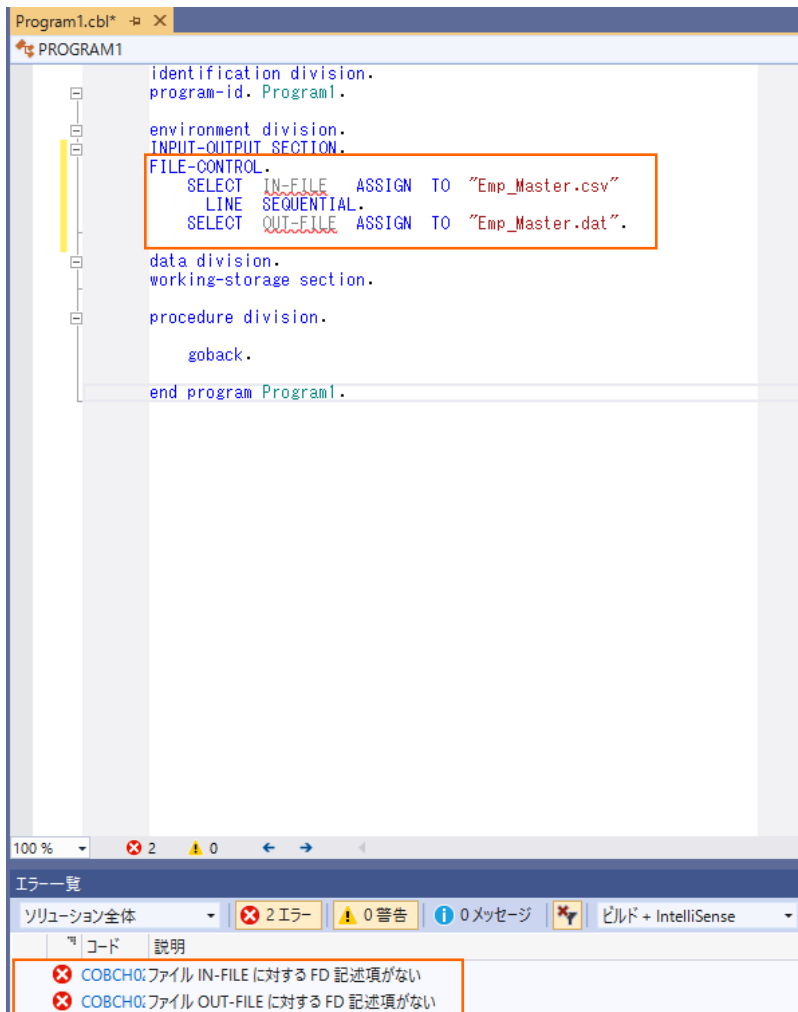 Program1.cbl*
PROGRAM1
identification division.
program-id. Program1.
environment division.
INPUT-OUTPUT SECTION.
FILE-CONTROL.
SELECT IN-FILE ASSIGN TO "Emp_Master.csv"
LINE SEQUENTIAL.
SELECT OUT-FILE ASSIGN TO "Emp_Master.dat".
data division.
working-storage section.
procedure division.
goback.
end program Program1.
100 % 2 0
エラー一覧
ソリューション全体 2 エラー 0 警告 0 メッセージ ビルド + IntelliSense
コード 説明
ファイル IN-FILE に対する FD 記述項がない
ファイル OUT-FILE に対する FD 記述項がない